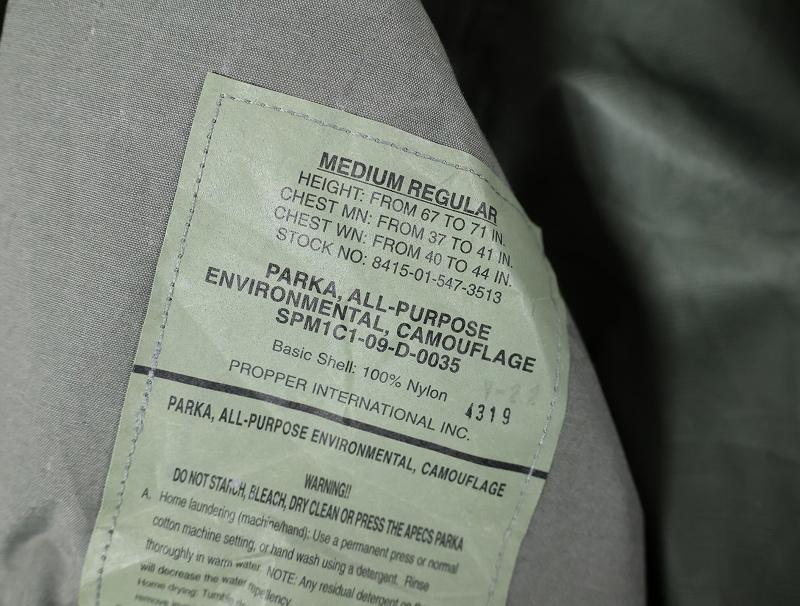 MEDIUM REGULAR
HEIGHT: FROM 67 TO 71 IN.
CHEST MN: FROM 37 TO 41 IN.
CHEST WN: FROM 40 TO 44 IN.
STOCK NO: 8415-01-547-3513
PARKA, ALL-PURPOSE
ENVIRONMENTAL, CAMOUFLAGE
SPM1C1-09-D-0035
Basic Shell: 100% Nylon
PROPPER INTERNATIONAL INC.
4319
PARKA, ALL-PURPOSE ENVIRONMENTAL, CAMOUFLAGE
WARNING!!
DO NOT STARCH, BLEACH, DRY CLEAN OR PRESS THE APECS PARKA
A. Home laundering (machine/hand): Use a permanent press or normal
cotton machine setting, or hand wash using a detergent. Rinse
thoroughly in warm water. NOTE: Any residual detergent
will decrease the water repellency.
Home drying: